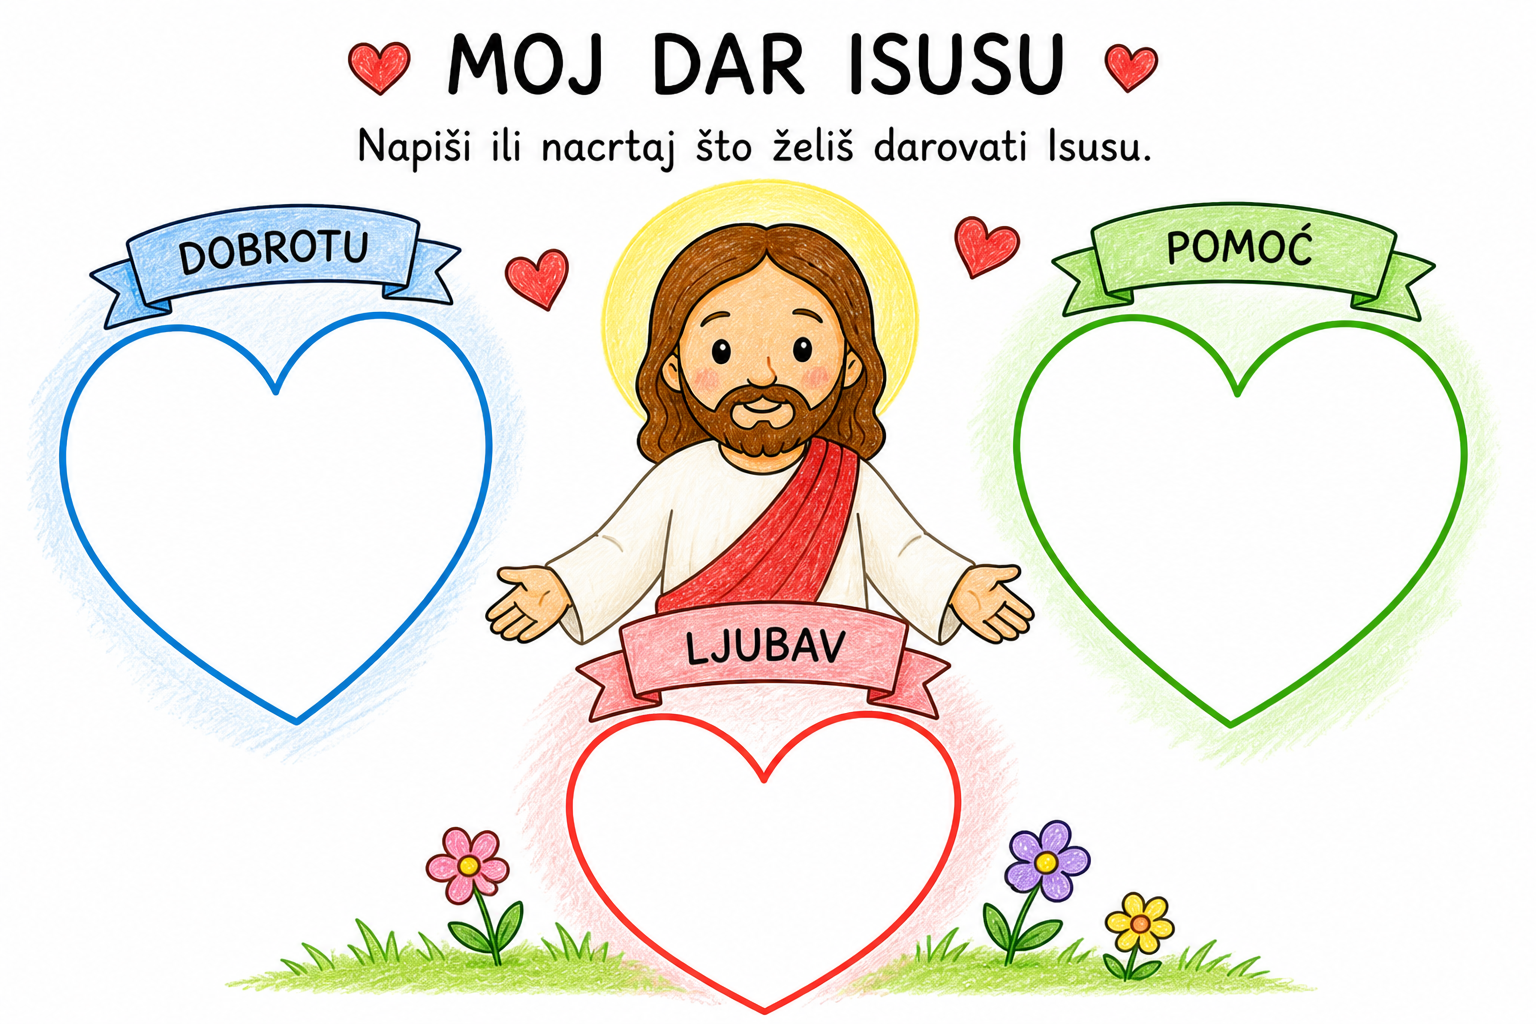 MOJ DAR ISUSU
Napiši ili nacrtaj što želiš darovati Isusu.
DOBROTU
POMOĆ
LJUBAV